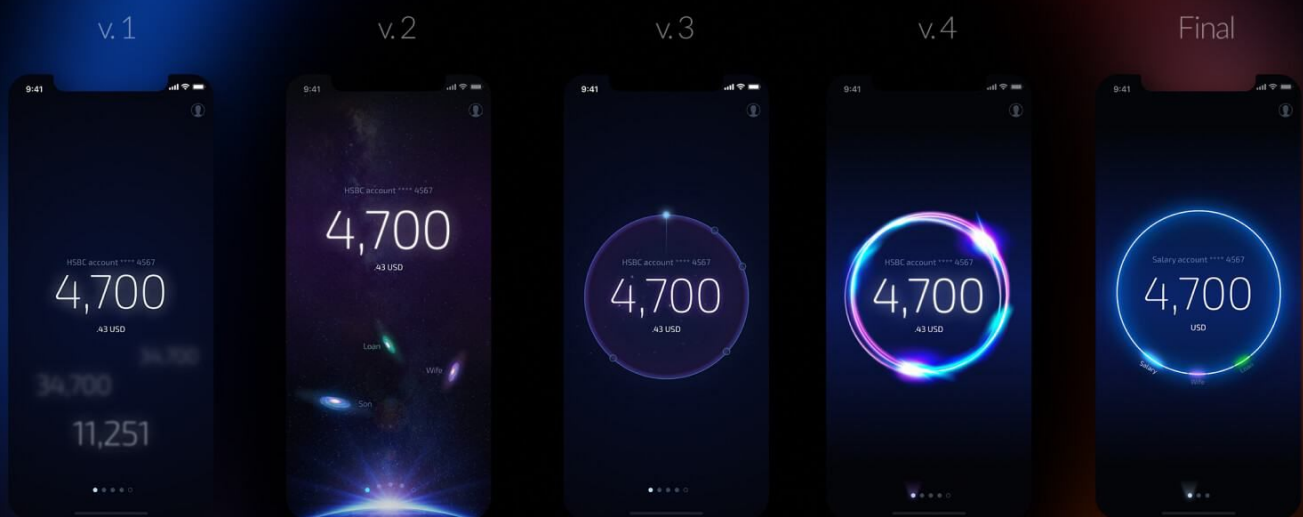 v. 1
v. 2
v. 3
v. 4
Final
9:41
HSBC account **** 4567
4,700
.43 USD
34,700
34,700
11,251
9:41
HSBC account **** 4567
4,700
.43 USD
Loan
Wife
Son
9:41
HSBC account **** 4567
4,700
.43 USD
9:41
HSBC account **** 4567
4,700
.43 USD
9:41
Salary account **** 4567
4,700
USD
Salary
Wife